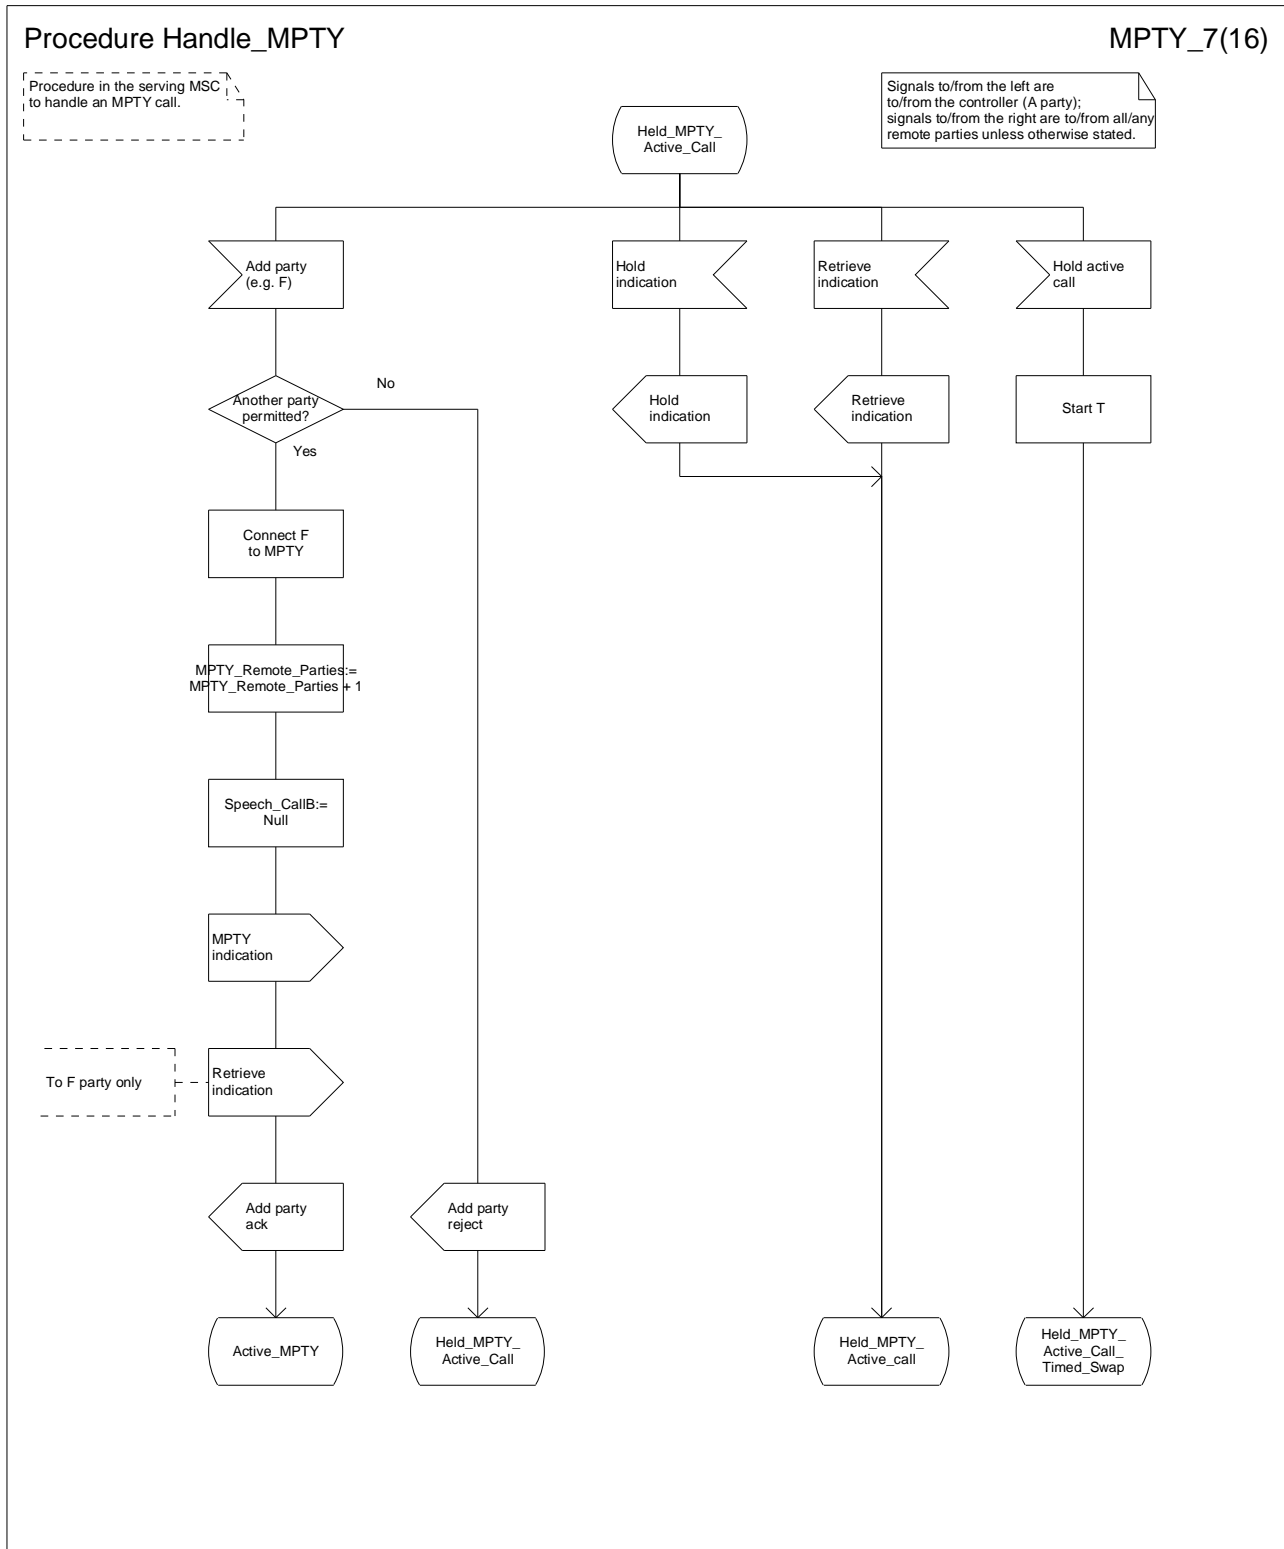 Procedure Handle_MPTY
MPTY_7(16)
Procedure in the serving MSC
to handle an MPTY call.
Signals to/from the left are
to/from the controller (A party);
signals to/from the right are to/from all/any
remote parties unless otherwise stated.
Held_MPTY_
Active_Call
Add party
(e.g. F)
Hold
indication
Retrieve
indication
Hold active
call
Another party
permitted?
No
Yes
Hold
indication
Retrieve
indication
Start T
Connect F
to MPTY
MPTY_Remote_Parties:=
MPTY_Remote_Parties + 1
Speech_CallB:=
Null
MPTY
indication
To F party only
Retrieve
indication
Add party
ack
Add party
reject
Active_MPTY
Held_MPTY_
Active_Call
Held_MPTY_
Active_call
Held_MPTY_
Active_Call_
Timed_Swap